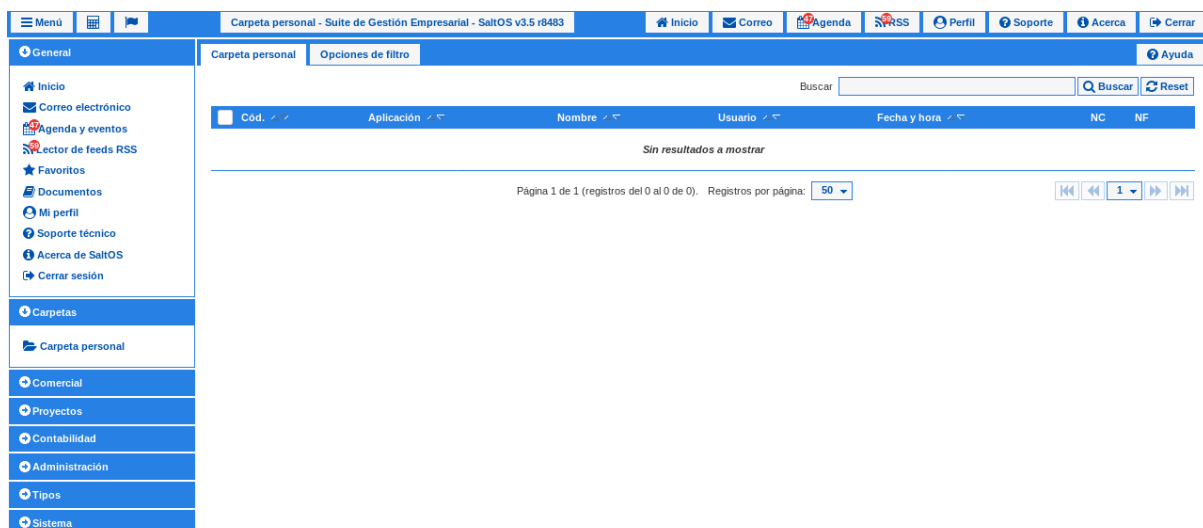 Menú
Carpeta personal - Suite de Gestión Empresarial - SaltOS v3.5 r8483
Inicio
Correo
47
Agenda
59
RSS
Perfil
Soporte
Acerca
Cerrar
General
Inicio
Correo electrónico
47
Agenda y eventos
59
Lector de feeds RSS
Favoritos
Documentos
Mi perfil
Soporte técnico
Acerca de SaltOS
Cerrar sesión
Carpetas
Carpeta personal
Comercial
Proyectos
Contabilidad
Administración
Tipos
Sistema
Carpeta personal
Opciones de filtro
Ayuda
Buscar
Buscar
Reset
Cód.
Aplicación
Nombre
Usuario
Fecha y hora
NC
NF
Sin resultados a mostrar
Página 1 de 1 (registros del 0 al 0 de 0).
Registros por página:
50
1